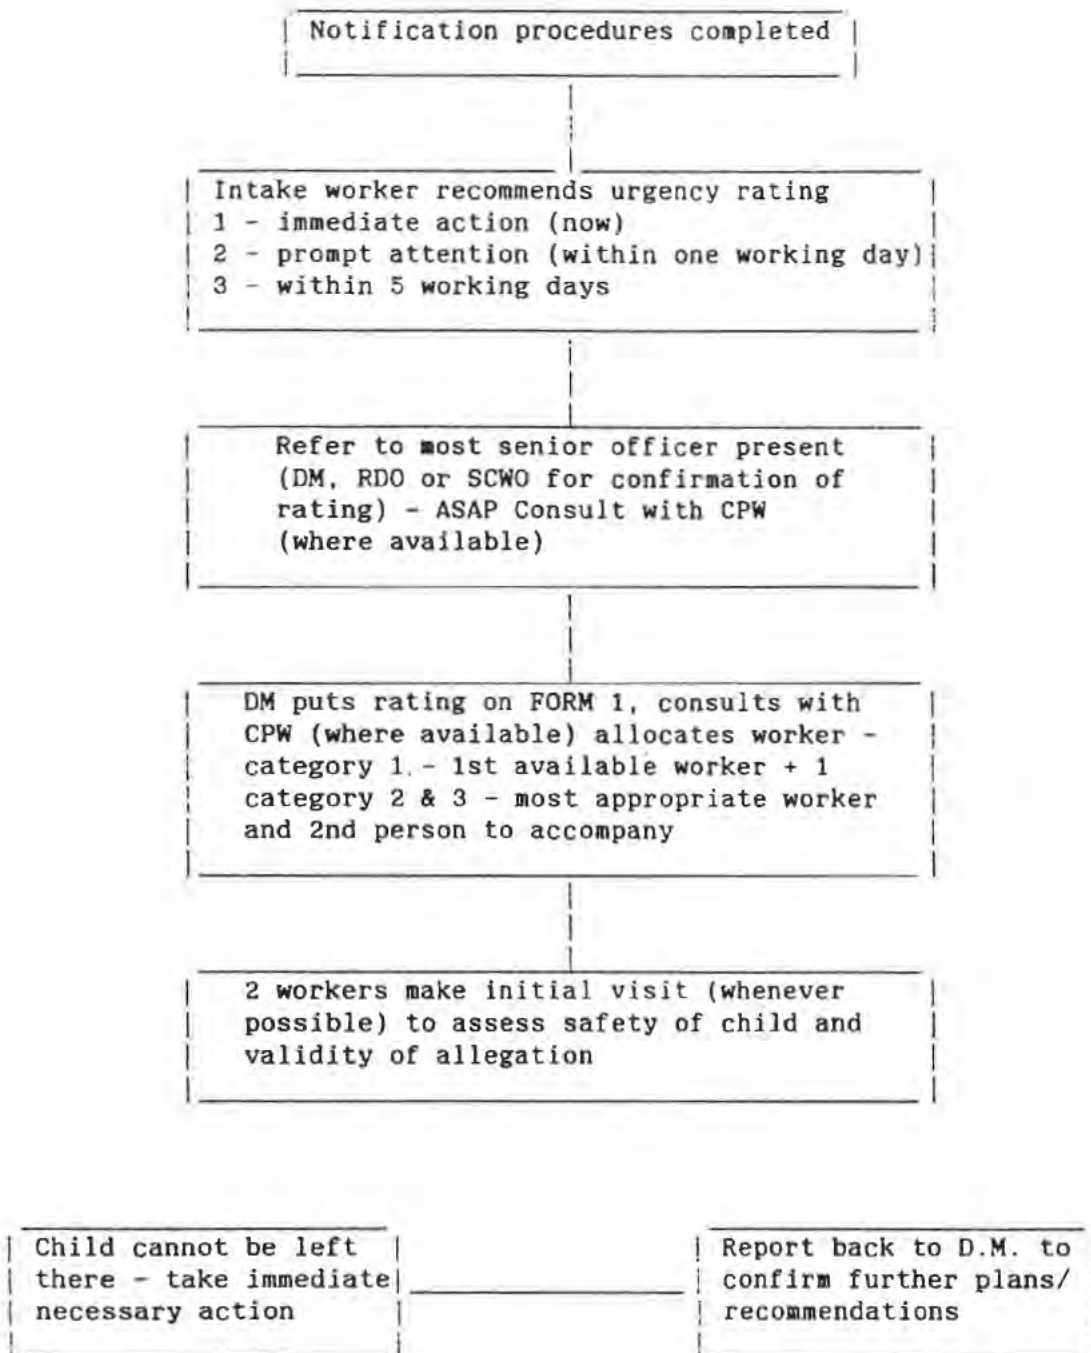 Notification procedures completed
Intake worker recommends urgency rating
1 - immediate action (now)
2 - prompt attention (within one working day)
3 - within 5 working days
Refer to most senior officer present
(DM, RDO or SCWO for confirmation of
rating) - ASAP Consult with CPW
(where available)
DM puts rating on FORM 1, consults with
CPW (where available) allocates worker -
category 1. - 1st available worker + 1
category 2 & 3 - most appropriate worker
and 2nd person to accompany
2 workers make initial visit (whenever
possible) to assess safety of child and
validity of allegation
Child cannot be left
there - take immediate
necessary action
Report back to D.M. to
confirm further plans/
recommendations